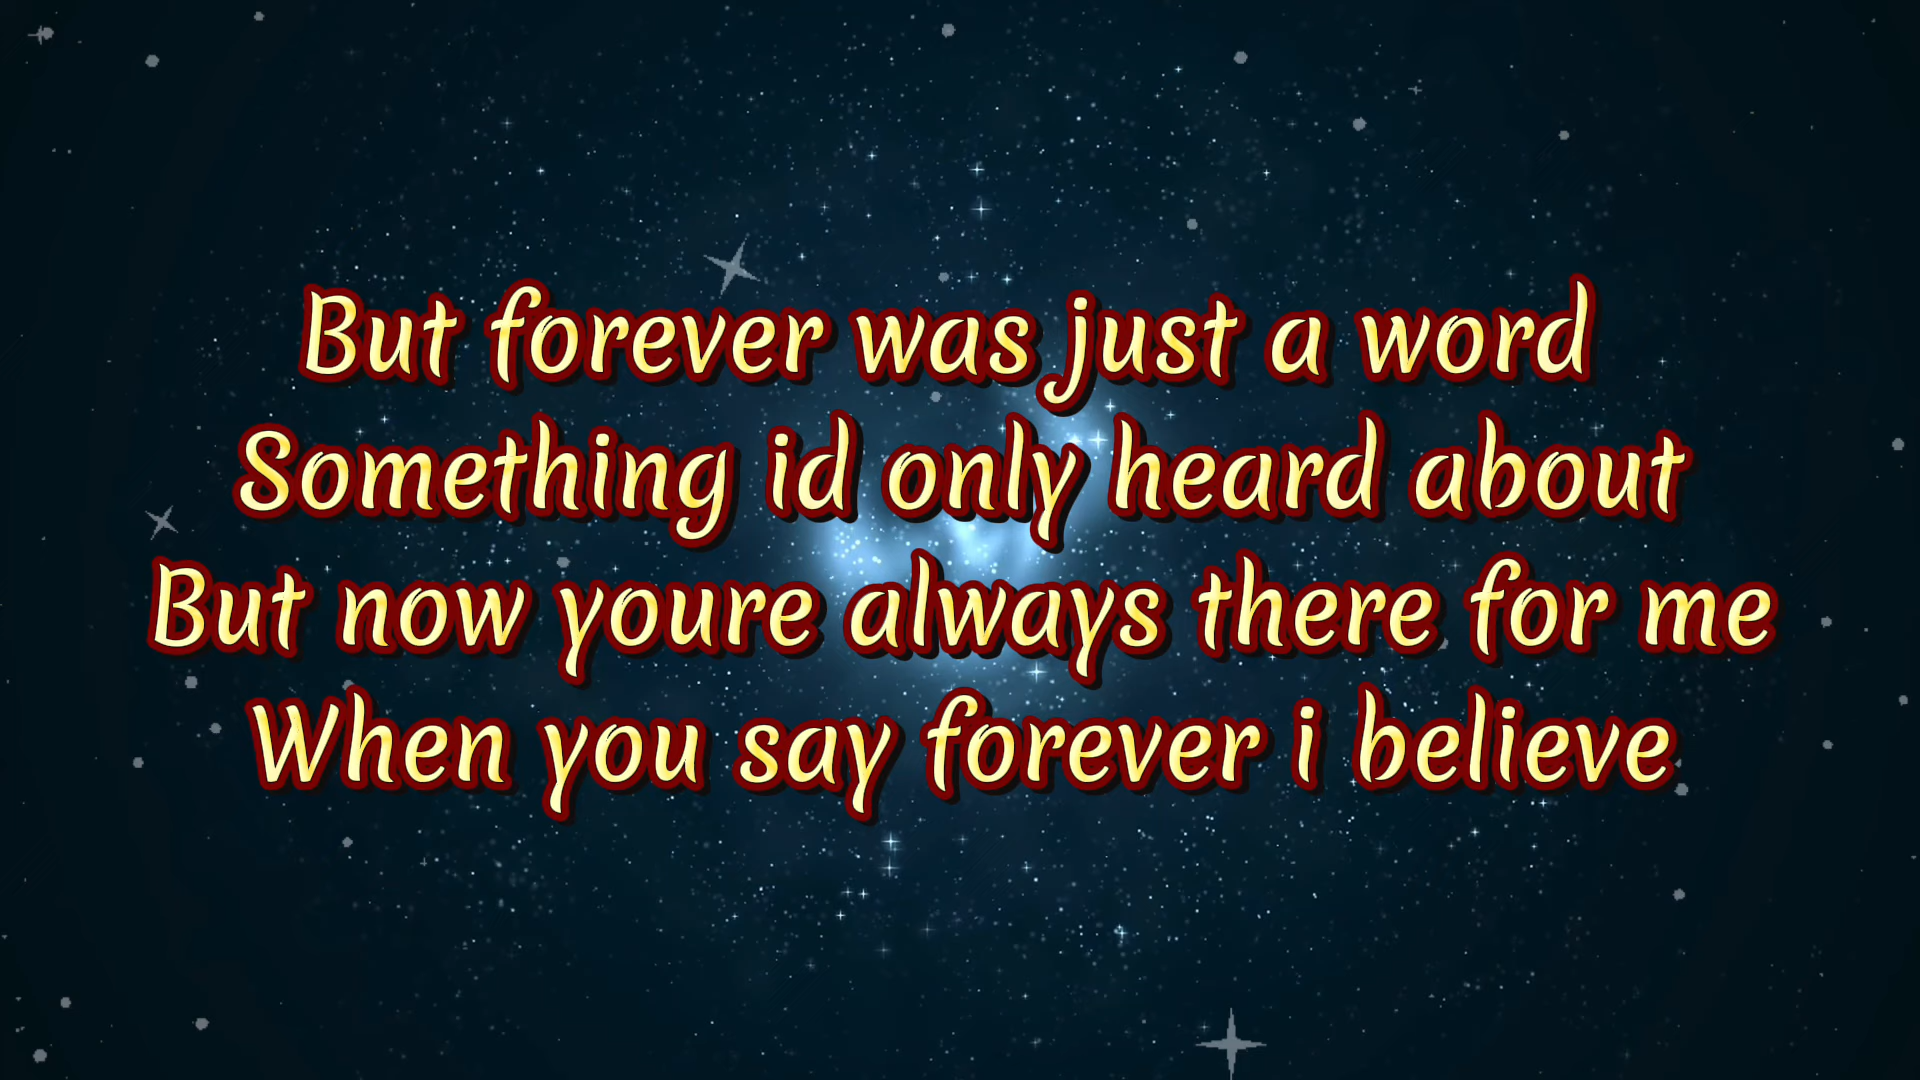 But forever was just a word
Something id only heard about
But now youre always there for me
When you say forever i believe